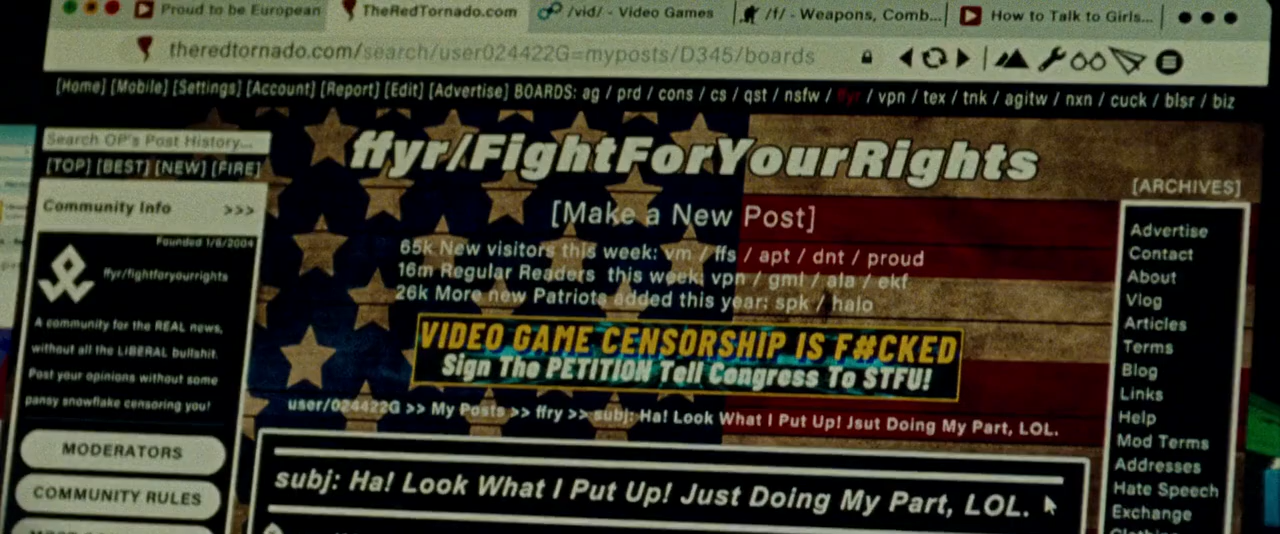 Proud to be European
TheRedTornado.com
/vid/ - Video Games
/f/ - Weapons, Comb...
How to Talk to Girls...
theredtornado.com/search/user024422G=myposts/D345/boards
[Home] [Mobile] [Settings] [Account] [Report] [Edit] [Advertise] BOARDS: ag / prd / cons / cs / qst / nsfw / ffyr / vpn / tex / tnk / agitw / nxn / cuck / blsr / biz
Search OP's Post History...
[TOP] [BEST] [NEW] [FIRE]
Community Info >>>
Founded 1/6/2004
ffyr/fightforyourrights
A community for the REAL news,
without all the LIBERAL bullshit.
Post your opinions without some
pansy snowflake censoring you!
MODERATORS
COMMUNITY RULES
ffyr/FightForYourRights
[Make a New Post]
65k New visitors this week: vm / ffs / apt / dnt / proud
16m Regular Readers this week: vpn / gml / ala / ekf
26k More new Patriots added this year: spk / halo
VIDEO GAME CENSORSHIP IS F#CKED
Sign The PETITION Tell Congress To STFU!
user/024422G >> My Posts >> ffry >> subj: Ha! Look What I Put Up! Jsut Doing My Part, LOL.
subj: Ha! Look What I Put Up! Just Doing My Part, LOL.
[ARCHIVES]
Advertise
Contact
About
Vlog
Articles
Terms
Blog
Links
Help
Mod Terms
Addresses
Hate Speech
Exchange